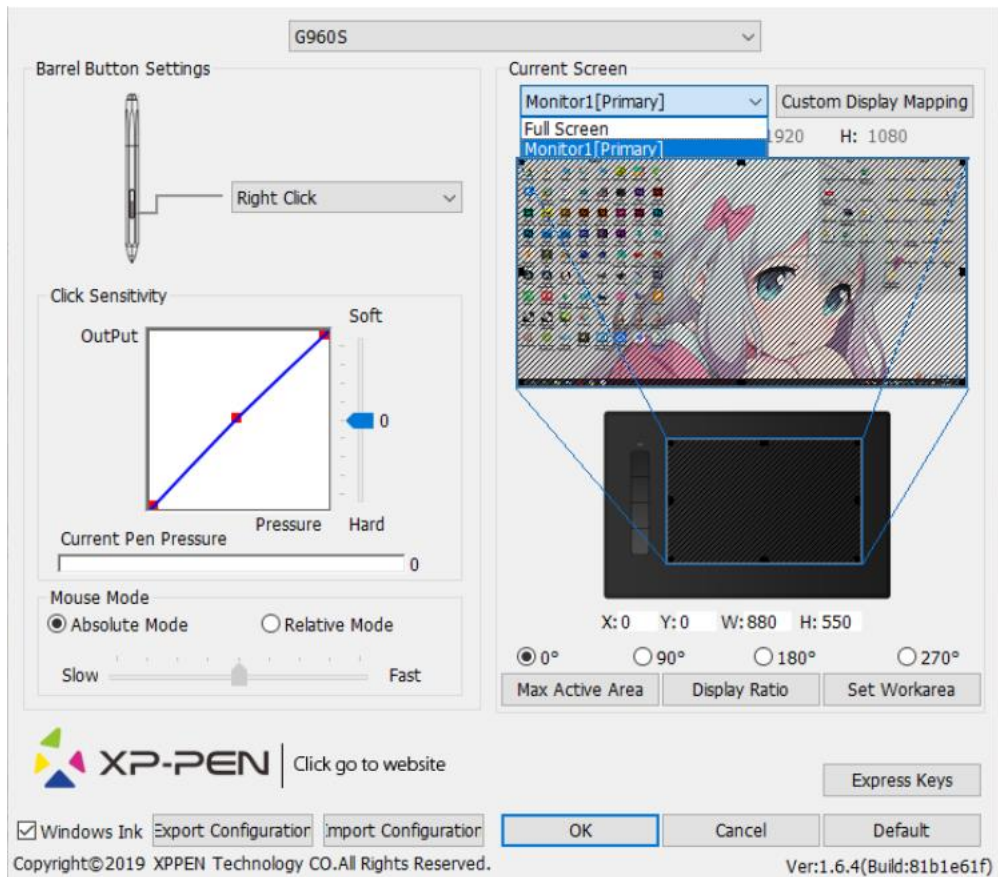 G960S
Barrel Button Settings
Right Click
Click Sensitivity
OutPut
Soft
0
Pressure
Hard
Current Pen Pressure
0
Mouse Mode
Absolute Mode
Relative Mode
Slow
Fast
Current Screen
Monitor1[Primary]
Custom Display Mapping
Full Screen
Monitor1[Primary]
1920 H: 1080
X: 0 Y: 0 W: 880 H: 550
0° 90° 180° 270°
Max Active Area
Display Ratio
Set Workarea
XP-PEN
Click go to website
Express Keys
Windows Ink
Export Configuration
Import Configuration
OK
Cancel
Default
Copyright©2019 XPPEN Technology CO.All Rights Reserved.
Ver:1.6.4(Build:81b1e61f)